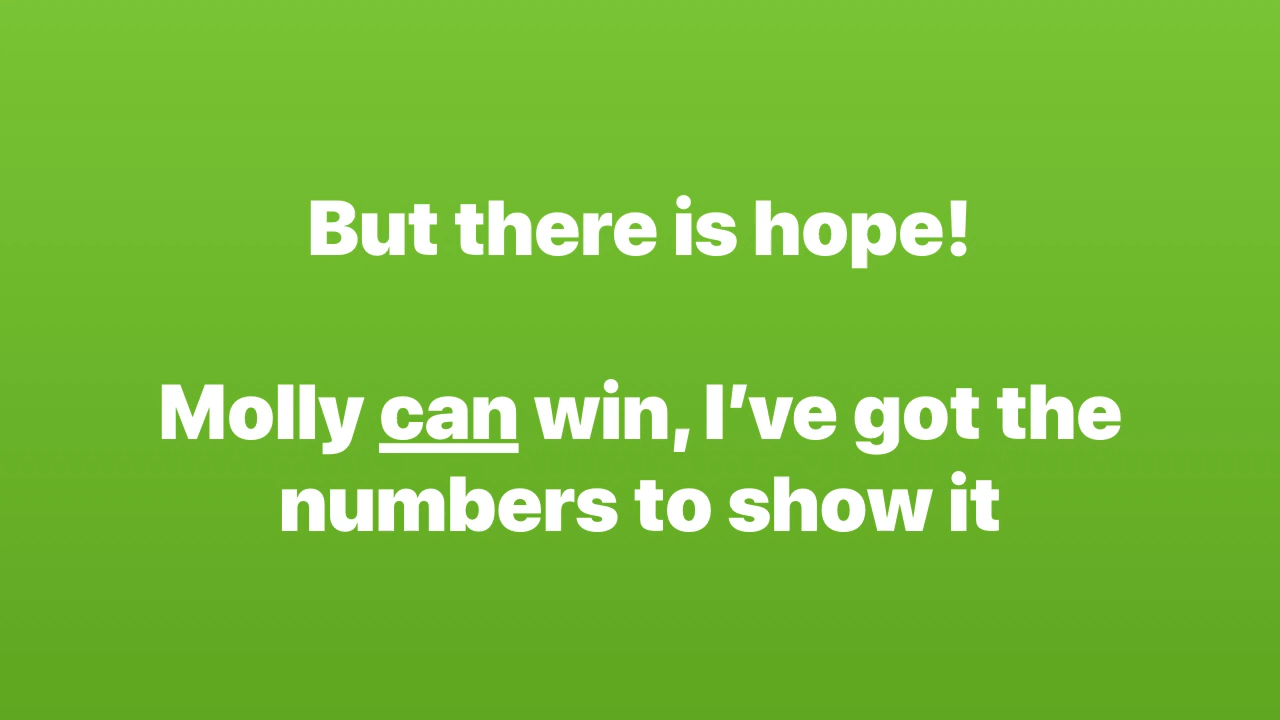 But there is hope!
Molly can win, I’ve got the
numbers to show it